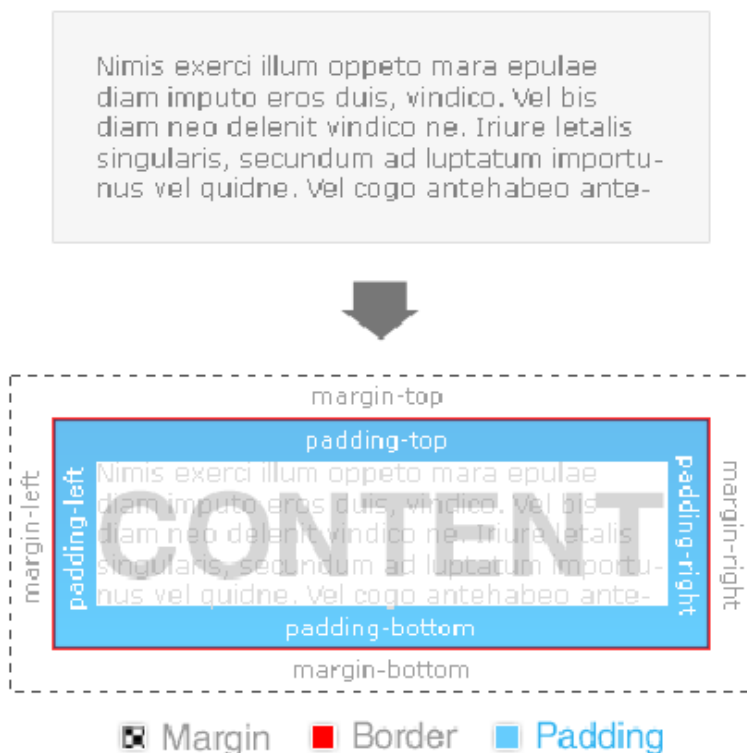 Nimis exerci illum oppeto mara epulae
diam imputo eros duis, vindico. Vel bis
diam neo delenit vindico ne. Iriure letalis
singularis, secundum ad luptatum importu-
nus vel quidne. Vel cogo antehabeo ante-
margin-top
padding-top
margin-left
padding-left
Nimis exerci illum oppeto mara epulae
diam imputo eros duis, vindico. Vel bis
diam neo delenit vindico ne. Iriure letalis
singularis, secundum ad luptatum importu-
nus vel quidne. Vel cogo antehabeo ante-
CONTENT
padding-right
margin-right
padding-bottom
margin-bottom
Margin Border Padding